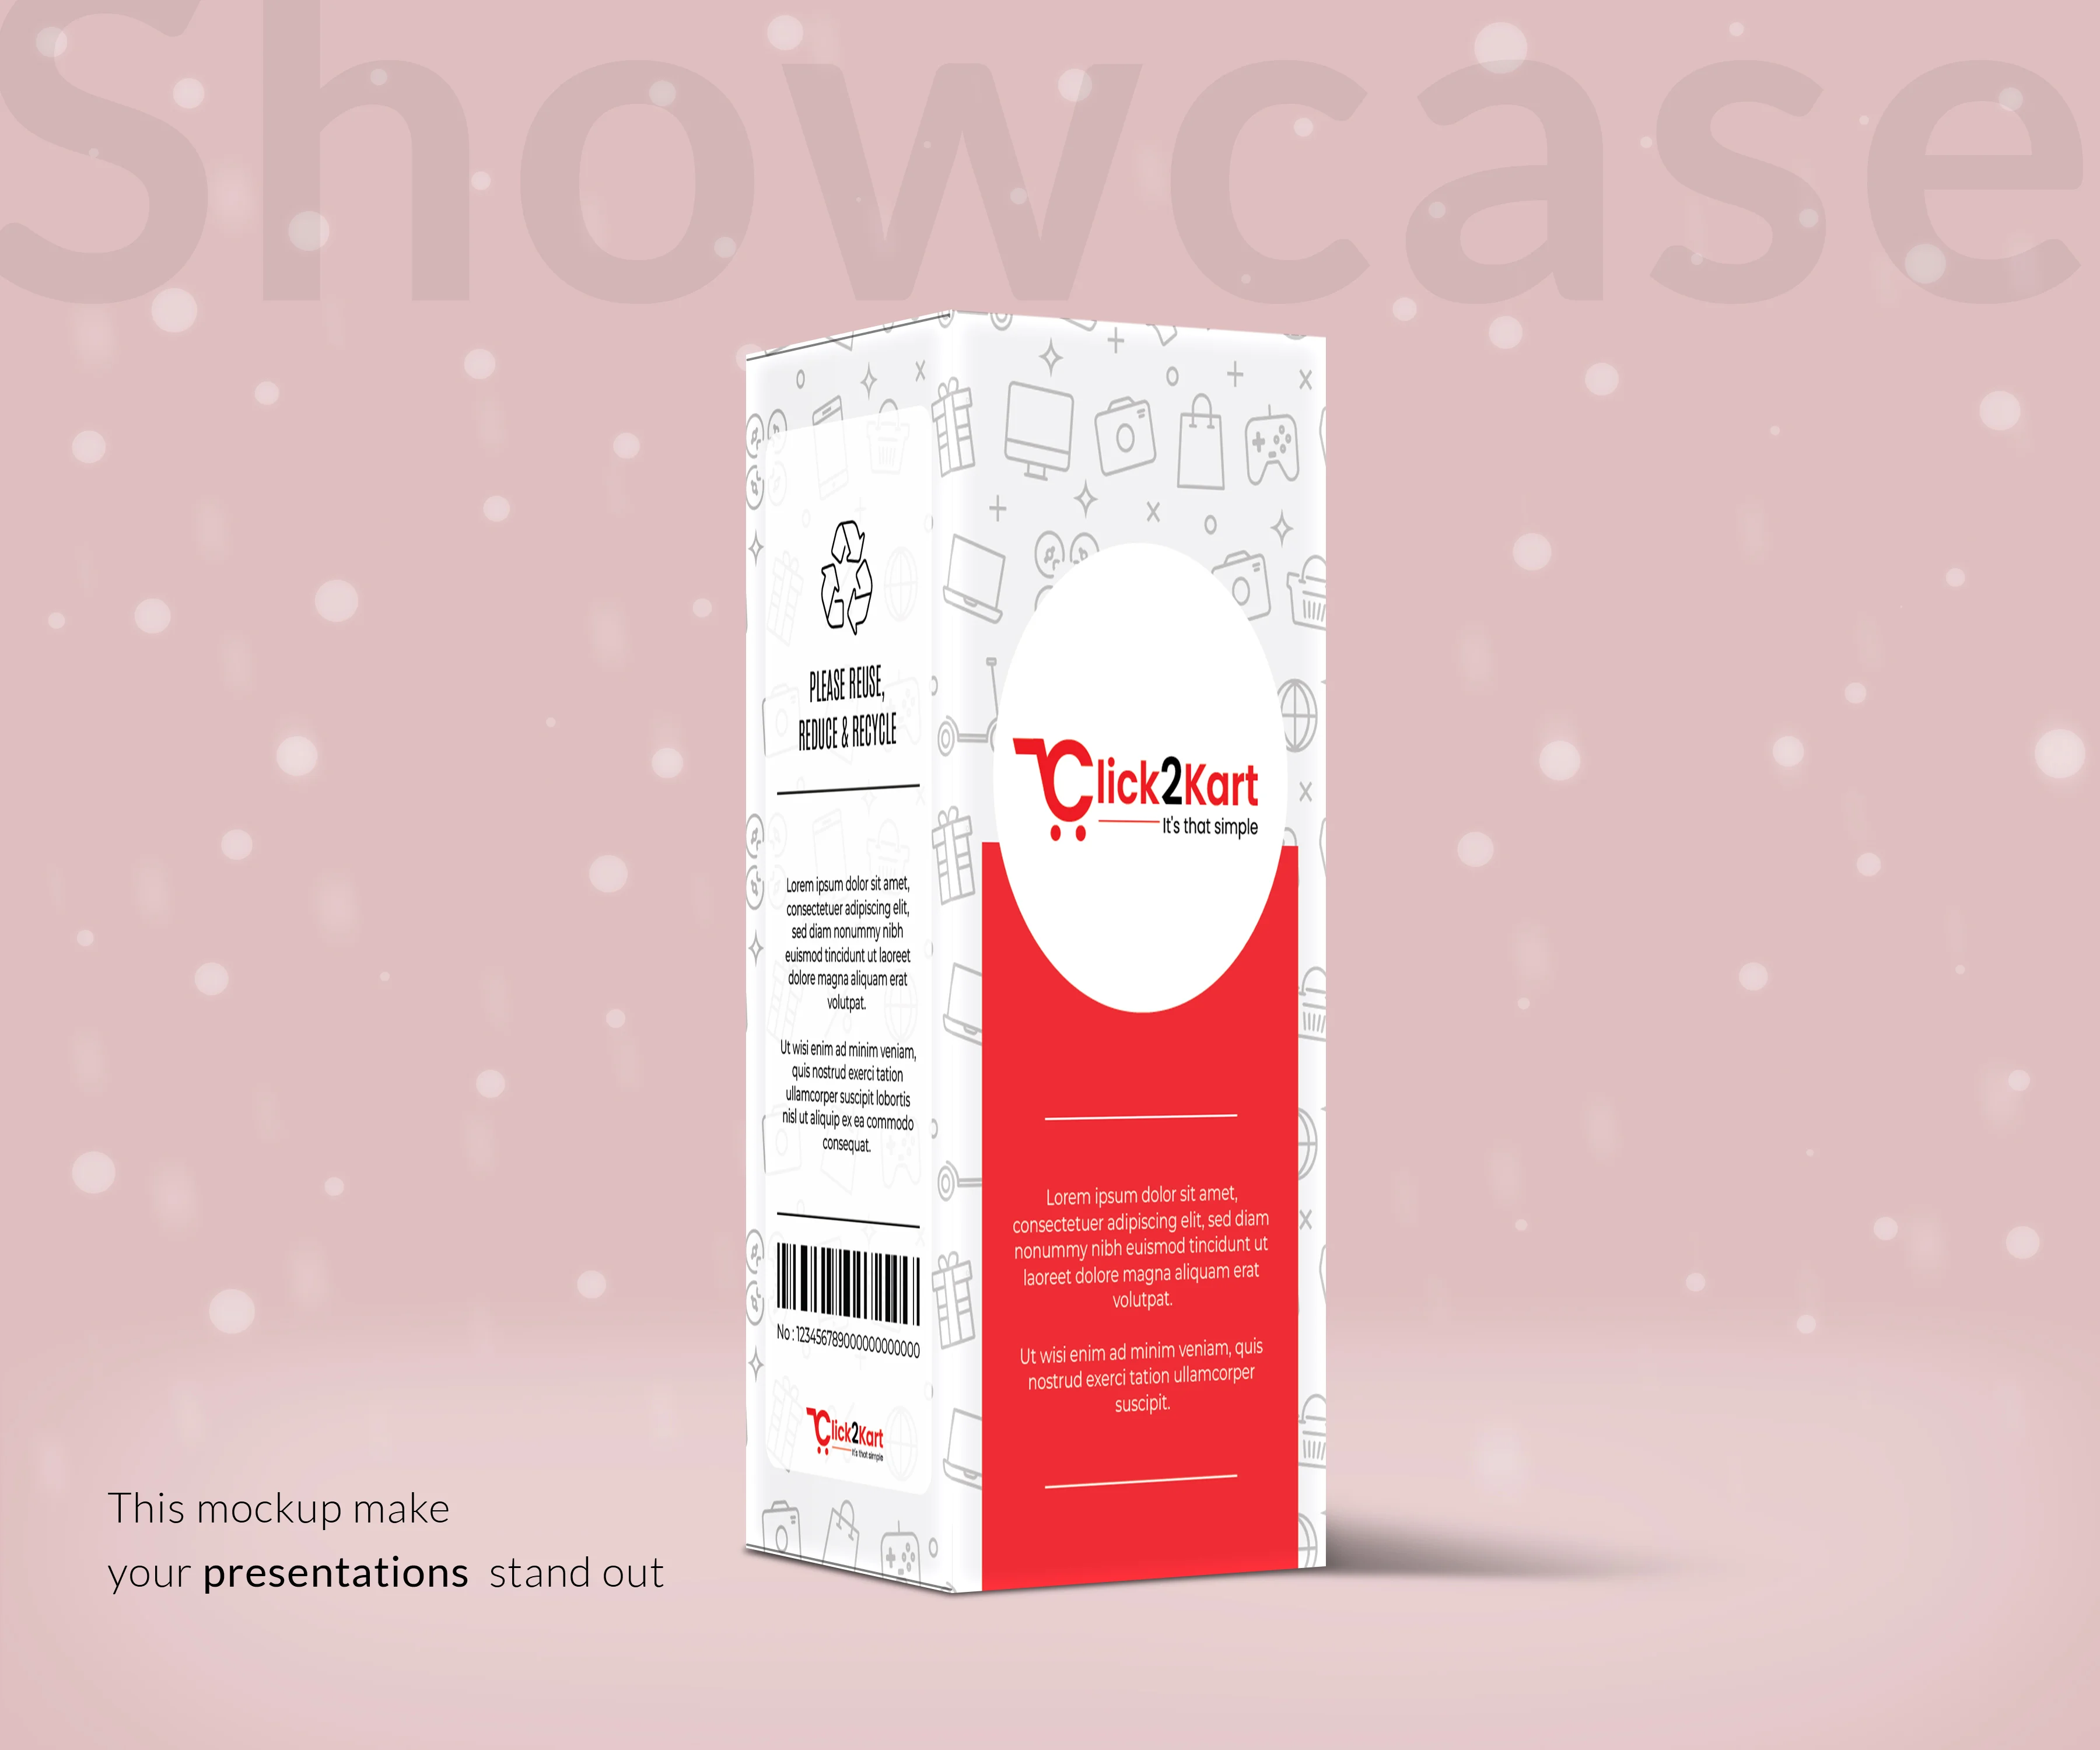 Showcase
PLEASE REUSE,
REDUCE & RECYCLE
Lorem ipsum dolor sit amet,
consectetuer adipiscing elit,
sed diam nonummy nibh
euismod tincidunt ut laoreet
dolore magna aliquam erat
volutpat.
Ut wisi enim ad minim veniam,
quis nostrud exerci tation
ullamcorper suscipit lobortis
nisl ut aliquip ex ea commodo
consequat.
No : 123456789000000000000
Click2Kart
It's that simple
Click2Kart
It's that simple
Lorem ipsum dolor sit amet,
consectetuer adipiscing elit, sed diam
nonummy nibh euismod tincidunt ut
laoreet dolore magna aliquam erat
volutpat.
Ut wisi enim ad minim veniam, quis
nostrud exerci tation ullamcorper
suscipit.
This mockup make
your presentations stand out